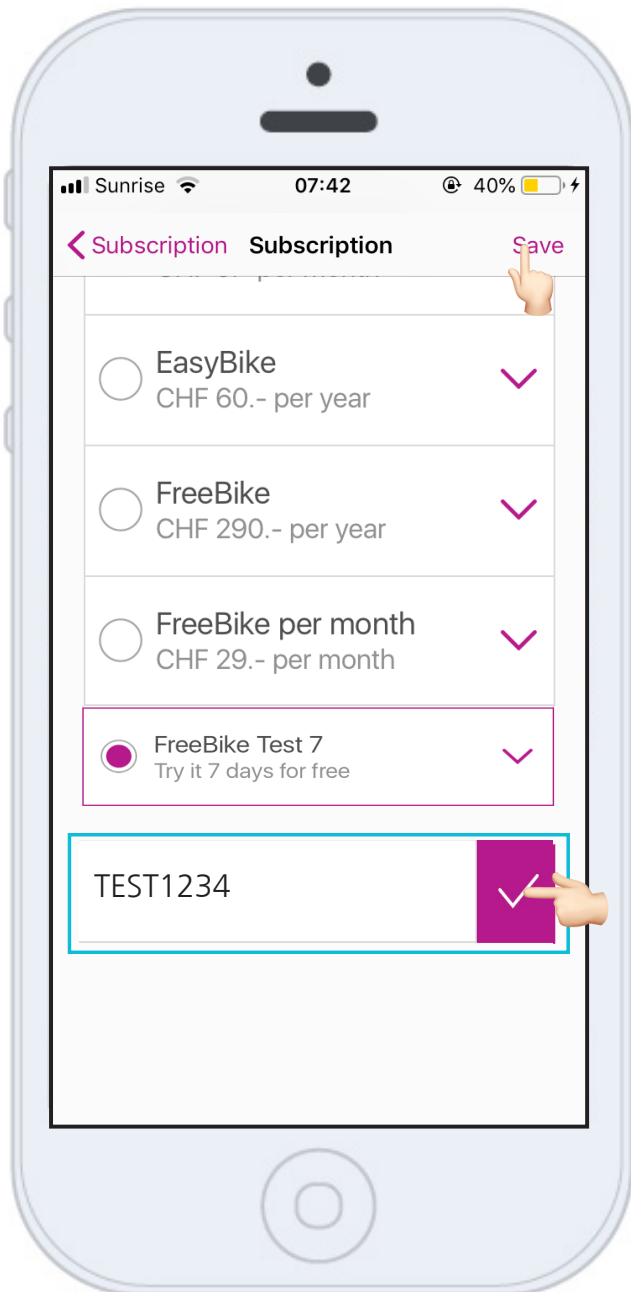 Sunrise 07:42 40%
Subscription Subscription Save
EasyBike
CHF 60.- per year
FreeBike
CHF 290.- per year
FreeBike per month
CHF 29.- per month
FreeBike Test 7
Try it 7 days for free
TEST1234